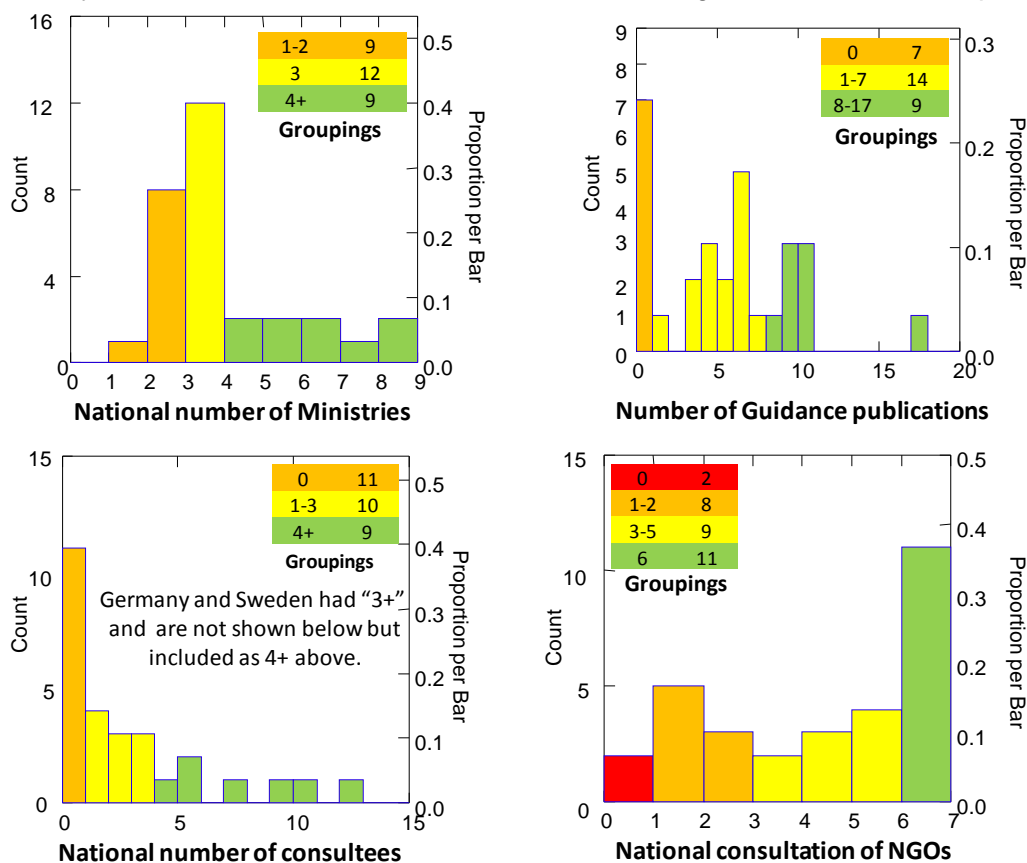 16
12
8
4
0
Count
0 1 2 3 4 5 6 7 8 9
0.5
0.4
0.3
0.2
0.1
0.0
Proportion per Bar
1-2 9
3 12
4+ 9
Groupings
National number of Ministries
9
8
7
6
5
4
3
2
1
0
Count
0 5 10 15 20
0.3
0.2
0.1
0.0
Proportion per Bar
0 7
1-7 14
8-17 9
Groupings
Number of Guidance publications
15
10
5
0
Count
0 5 10 15
0.5
0.4
0.3
0.2
0.1
0.0
Proportion per Bar
0 11
1-3 10
4+ 9
Groupings
Germany and Sweden had “3+”
and are not shown below but
included as 4+ above.
National number of consultees
15
10
5
0
Count
0 1 2 3 4 5 6 7
0.5
0.4
0.3
0.2
0.1
0.0
Proportion per Bar
0 2
1-2 8
3-5 9
6 11
Groupings
National consultation of NGOs